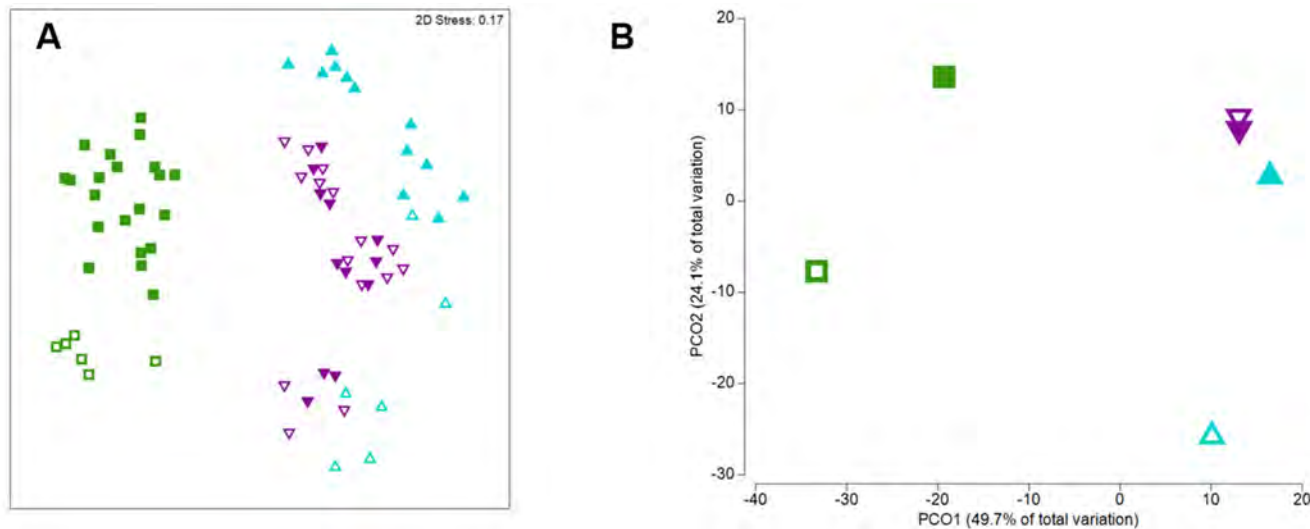 A
2D Stress: 0.17
B
20
10
0
-10
-20
-30
PCO2 (24.1% of total variation)
-40
-30
-20
-10
0
10
20
PCO1 (49.7% of total variation)